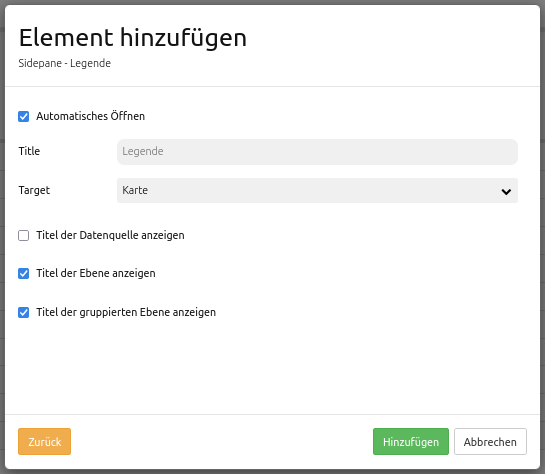 Element hinzufügen
Sidepane - Legende
Automatisches Öffnen
Title Legende
Target Karte
Titel der Datenquelle anzeigen
Titel der Ebene anzeigen
Titel der gruppierten Ebene anzeigen
Zurück Hinzufügen Abbrechen